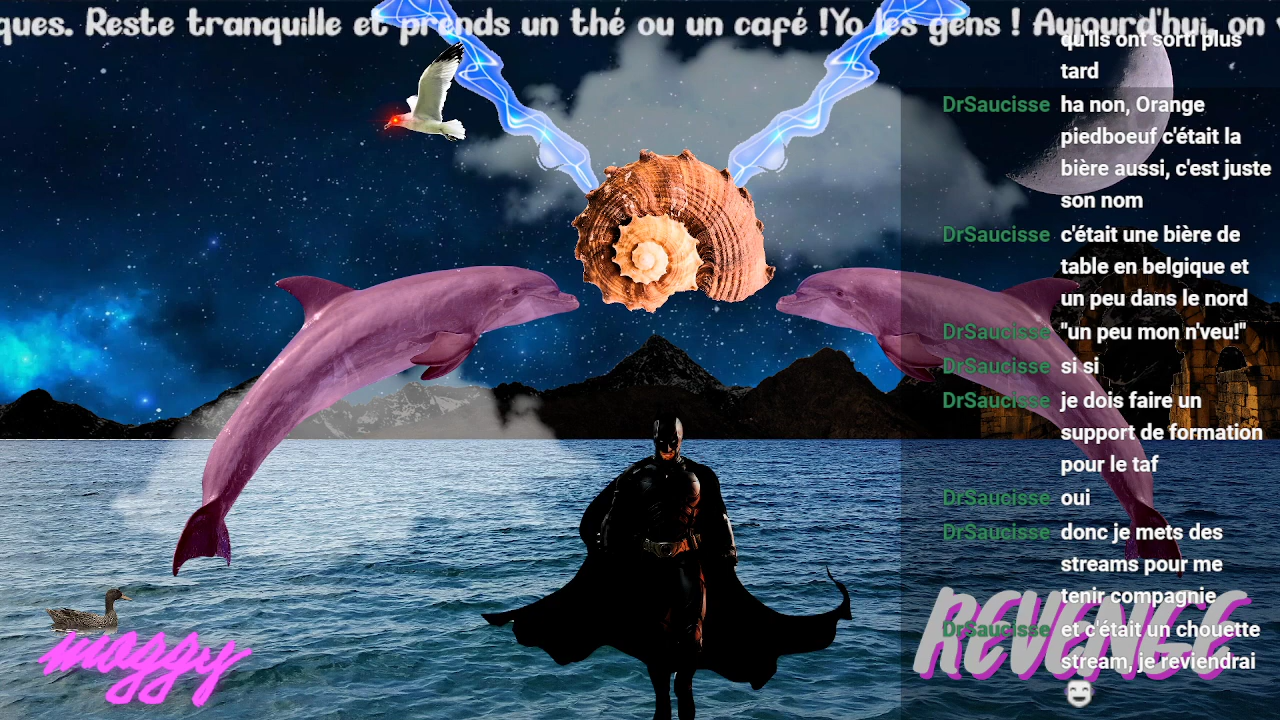 ques. Reste tranquille et prends un thé ou un café !Yo les gens ! Aujourd'hui, on
qu'ils ont sorti plus
tard
DrSaucisse ha non, Orange
piedboeuf c'était la
bière aussi, c'est juste
son nom
DrSaucisse c'était une bière de
table en belgique et
un peu dans le nord
DrSaucisse "un peu mon n'veu!"
DrSaucisse si si
DrSaucisse je dois faire un
support de formation
pour le taf
DrSaucisse oui
DrSaucisse donc je mets des
streams pour me
tenir compagnie
DrSaucisse et c'était un chouette
stream, je reviendrai
moggy
REVENGE